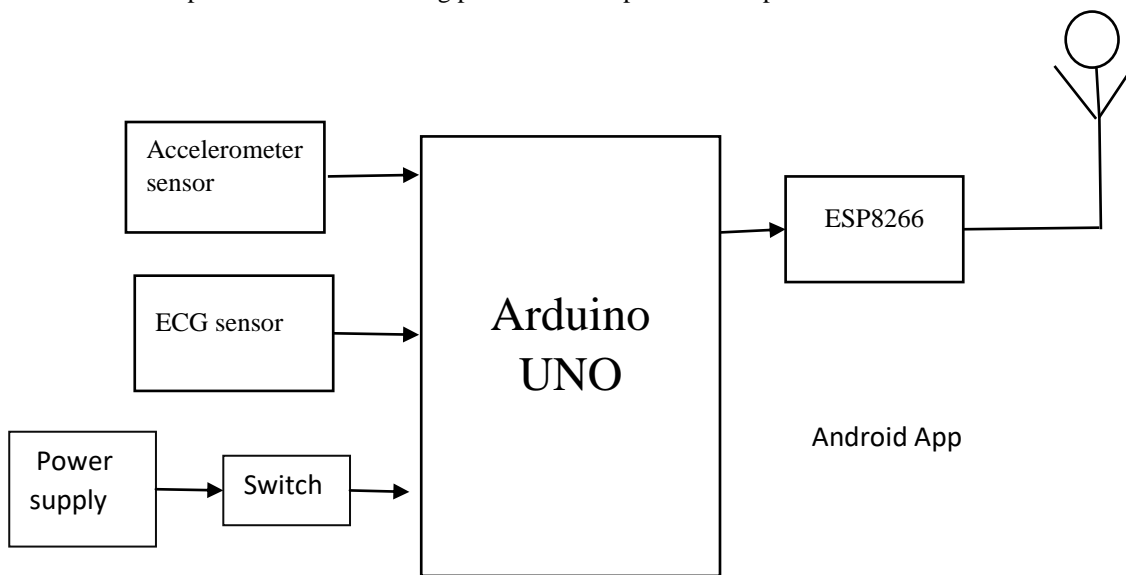 Accelerometer
sensor
ESP8266
ECG sensor
Arduino
UNO
Android App
Power
supply
Switch